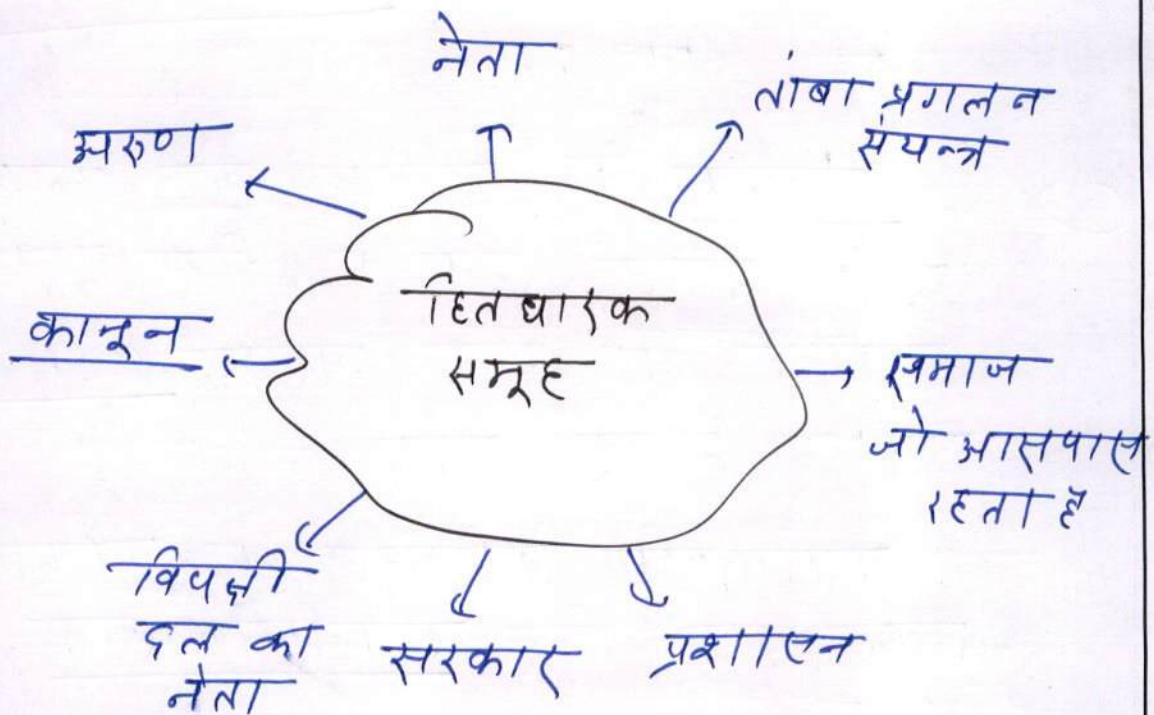 नेता
तांबा प्रगलन
संयन्त्र
अरुण
हितधारक
समूह
कानून
समाज
जो आसपास
रहता है
विपक्षी
दल का
नेता
सरकार
प्रशासन